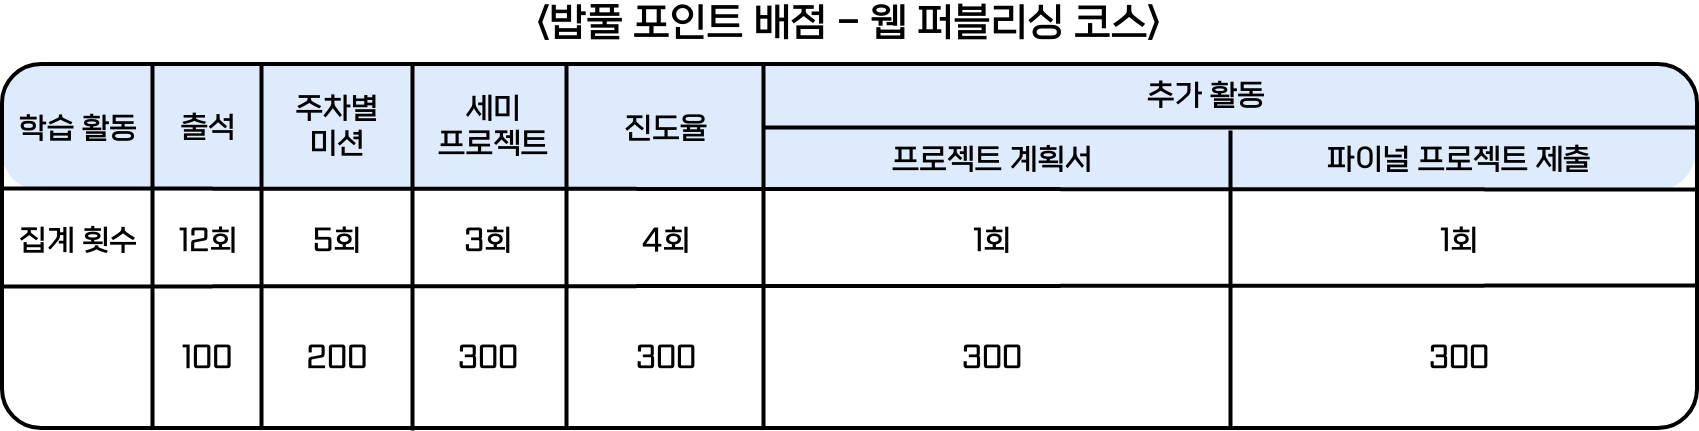 〈밥풀 포인트 배점 – 웹 퍼블리싱 코스〉
학습 활동 출석 주차별 미션 세미 프로젝트 진도율 추가 활동
프로젝트 계획서 파이널 프로젝트 제출
집계 횟수 12회 5회 3회 4회 1회 1회
100 200 300 300 300 300